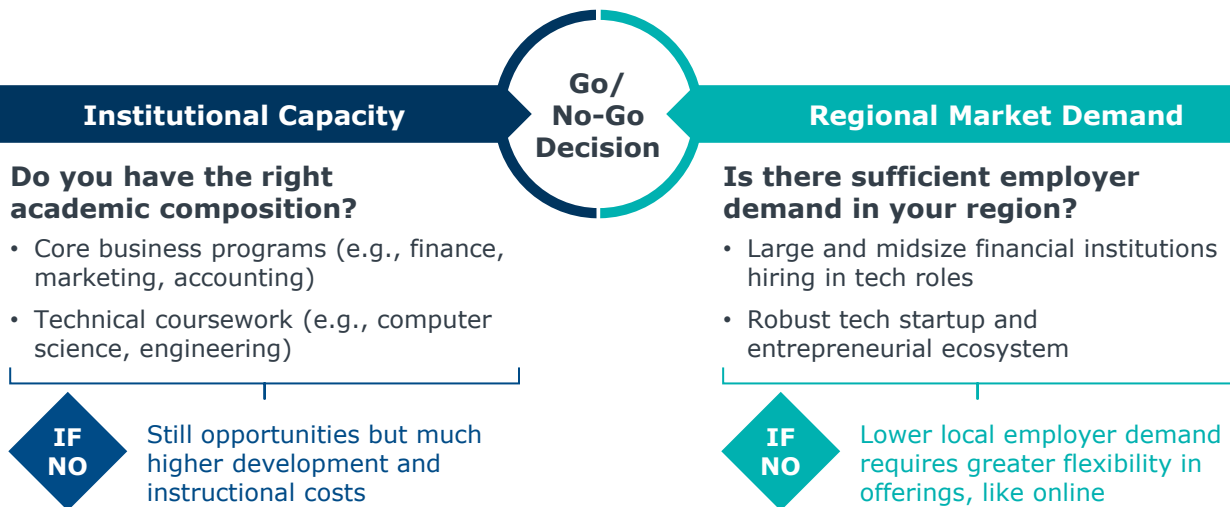 Go/
No-Go
Decision
Institutional Capacity
Do you have the right
academic composition?
• Core business programs (e.g., finance,
marketing, accounting)
• Technical coursework (e.g., computer
science, engineering)
IF
NO
Still opportunities but much
higher development and
instructional costs
Regional Market Demand
Is there sufficient employer
demand in your region?
• Large and midsize financial institutions
hiring in tech roles
• Robust tech startup and
entrepreneurial ecosystem
IF
NO
Lower local employer demand
requires greater flexibility in
offerings, like online